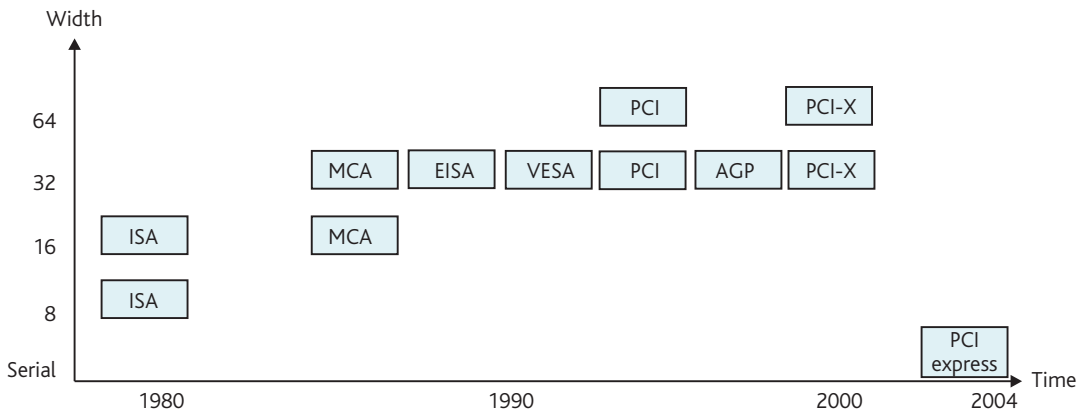 Width
64
PCI
PCI-X
32
MCA
EISA
VESA
PCI
AGP
PCI-X
16
ISA
MCA
8
ISA
Serial
PCI
express
Time
1980
1990
2000
2004